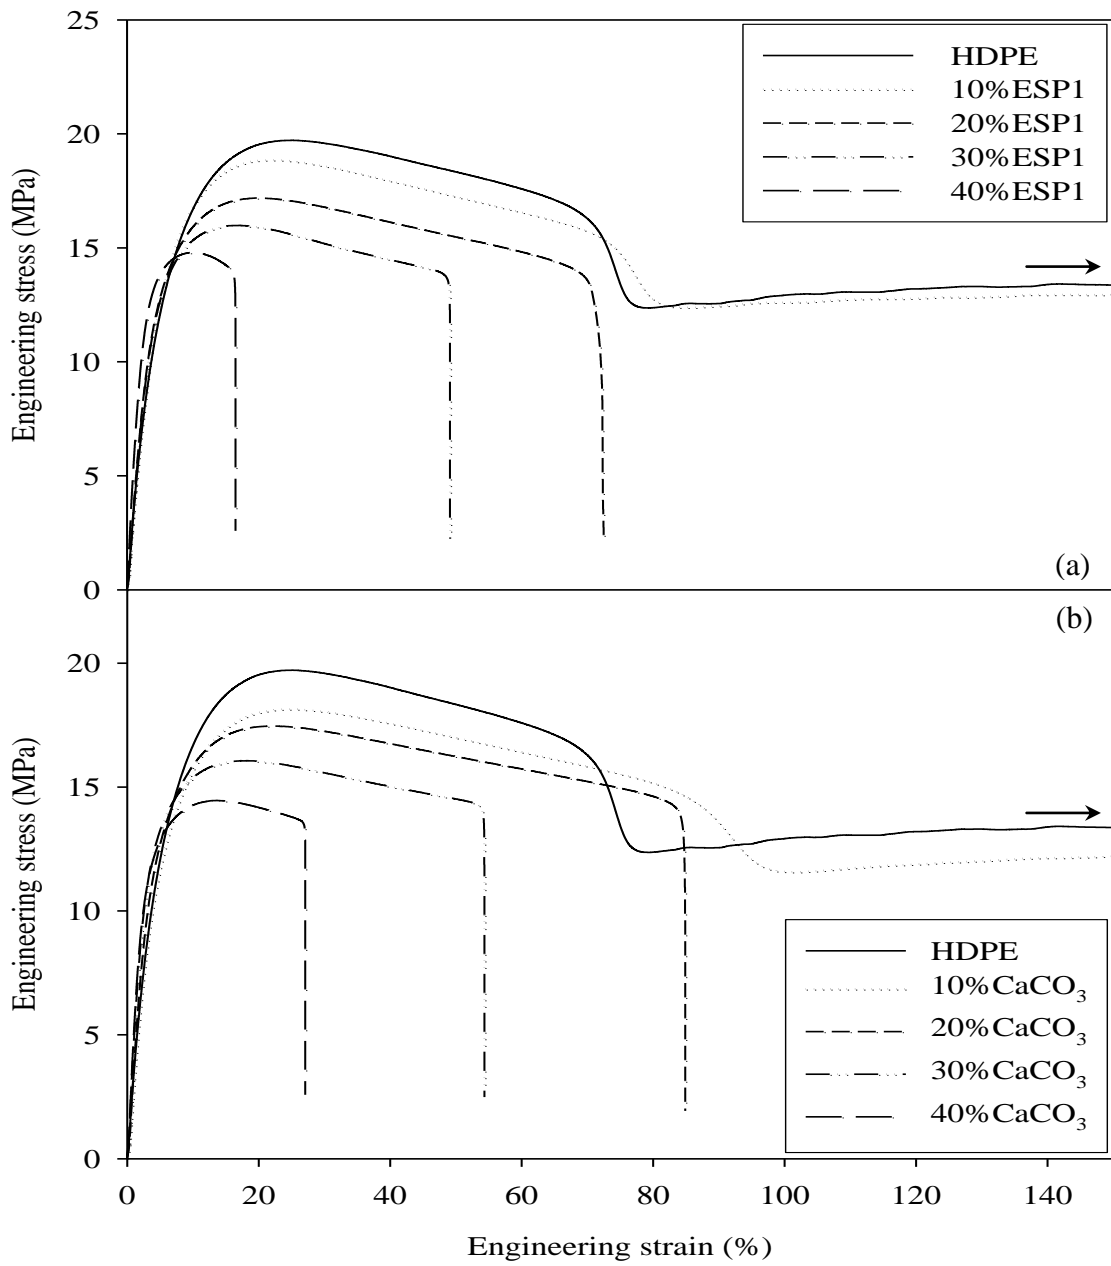 25
20
15
10
5
0
Engineering stress (MPa)
HDPE
10%ESP1
20%ESP1
30%ESP1
40%ESP1
(a)
(b)
20
15
10
5
0
Engineering stress (MPa)
HDPE
10%CaCO₃
20%CaCO₃
30%CaCO₃
40%CaCO₃
0 20 40 60 80 100 120 140
Engineering strain (%)